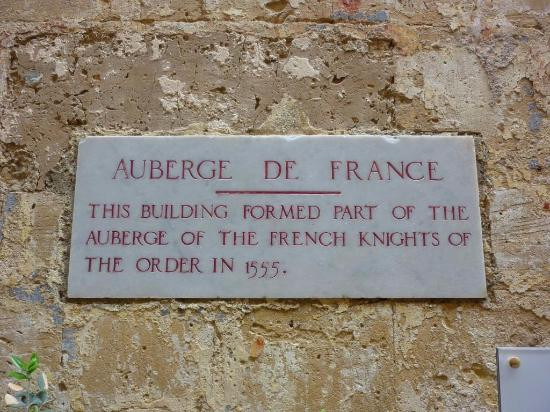 AUBERGE DE FRANCE
THIS BUILDING FORMED PART OF THE
AUBERGE OF THE FRENCH KNIGHTS OF
THE ORDER IN 1555.